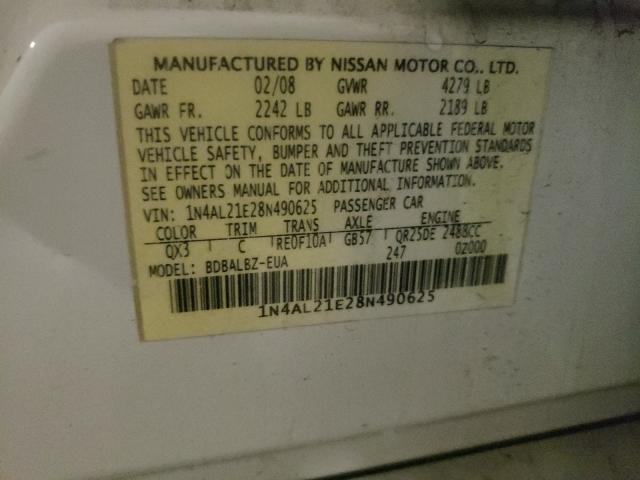 MANUFACTURED BY NISSAN MOTOR CO., LTD.
DATE 02/08 GVWR 4279 LB
GAWR FR. 2242 LB GAWR RR. 2189 LB
THIS VEHICLE CONFORMS TO ALL APPLICABLE FEDERAL MOTOR
VEHICLE SAFETY, BUMPER AND THEFT PREVENTION STANDARDS
IN EFFECT ON THE DATE OF MANUFACTURE SHOWN ABOVE.
SEE OWNERS MANUAL FOR ADDITIONAL INFORMATION.
VIN: 1N4AL21E28N490625 PASSENGER CAR
COLOR TRIM TRANS AXLE ENGINE
QX3 C RE0F10A GB57 QR25DE 2488CC
MODEL: BDBALBZ-EUA 247 02000
1N4AL21E28N490625